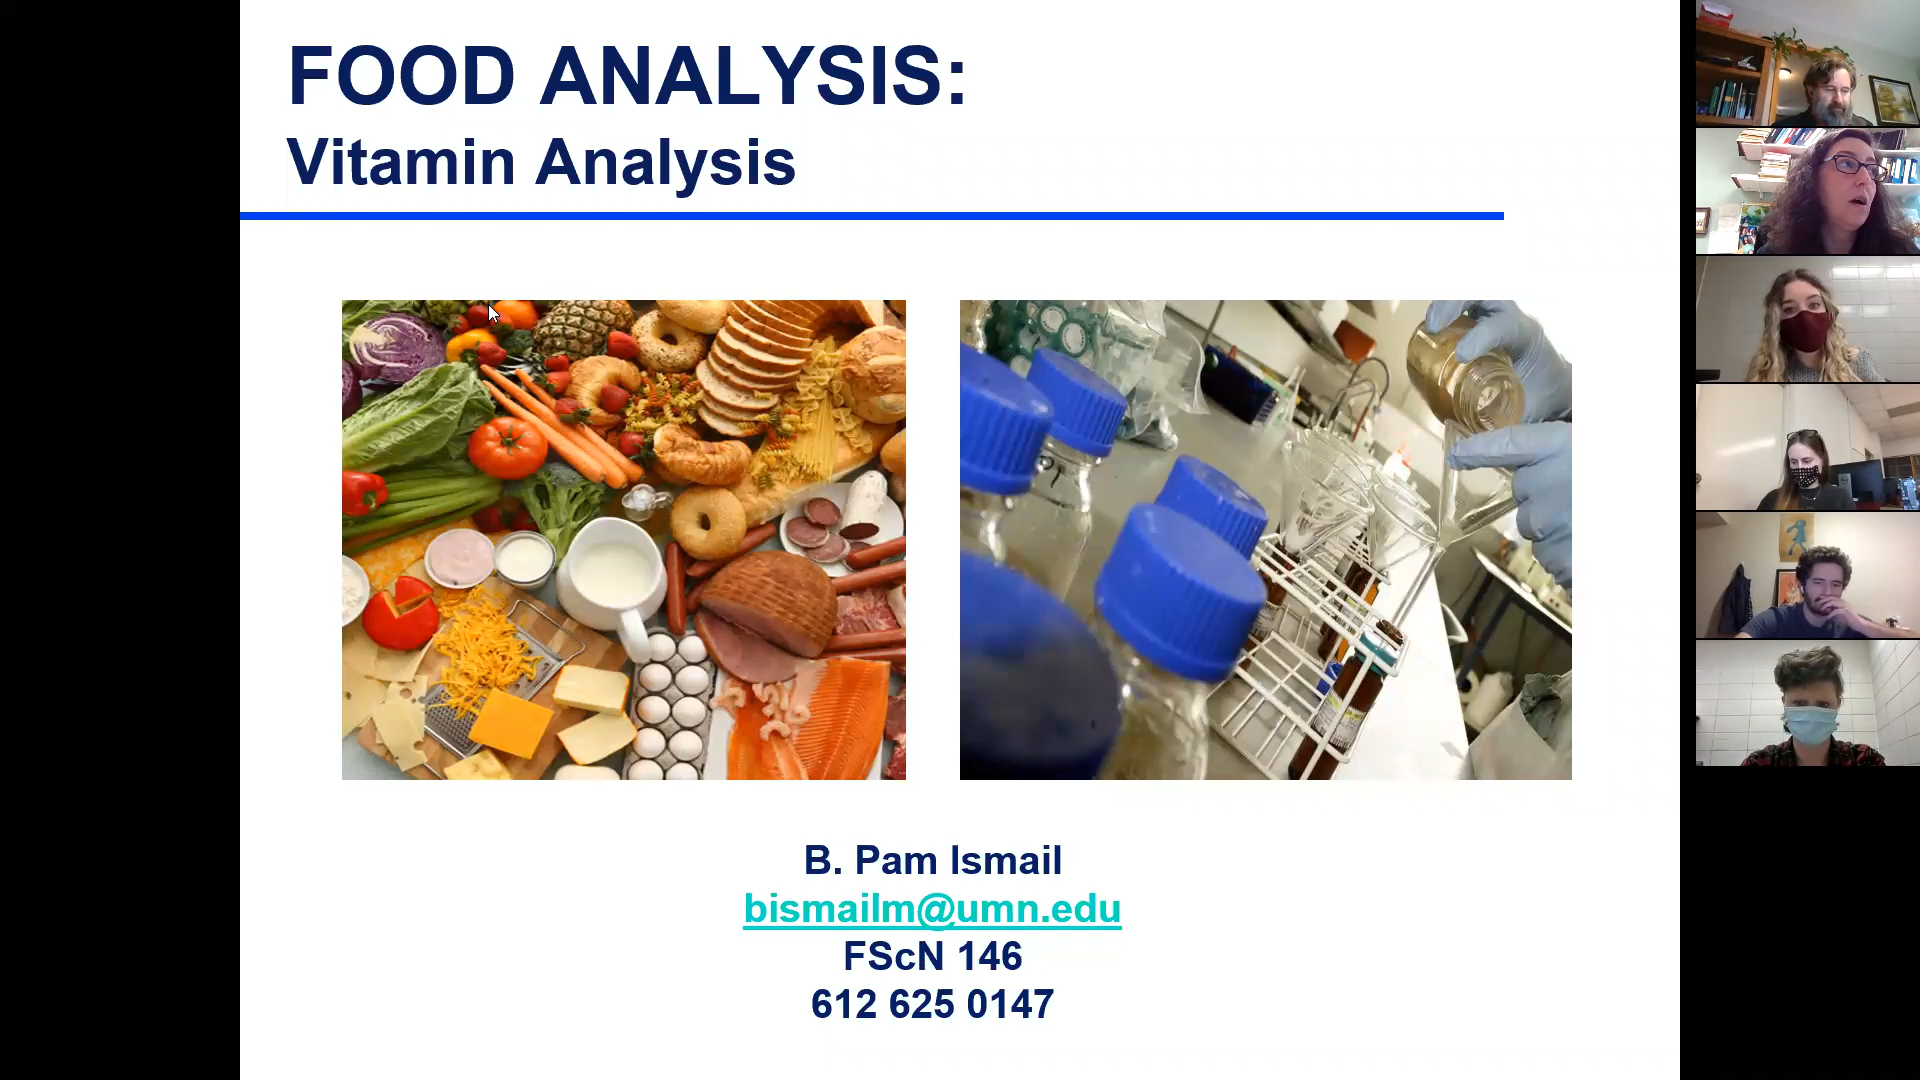 FOOD ANALYSIS:
Vitamin Analysis
B. Pam Ismail
bismailm@umn.edu
FScN 146
612 625 0147